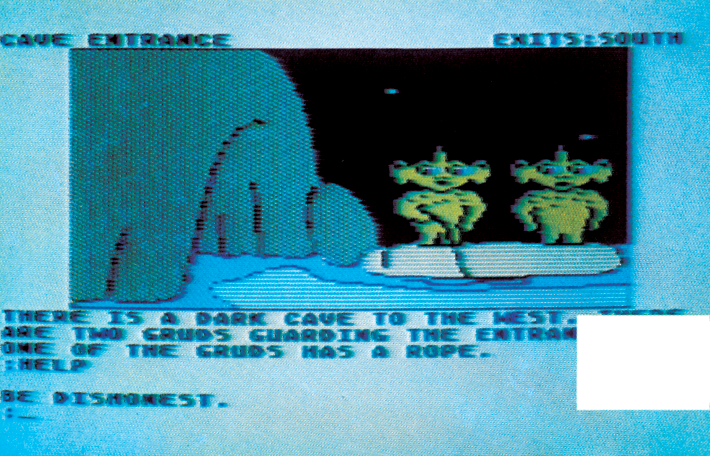 CAVE ENTRANCE EXITS:SOUTH
THERE IS A DARK CAVE TO THE WEST. THERE
ARE TWO GRUDS GUARDING THE
ONE OF THE GRUDS HAS A ROPE.
:HELP
BE DISHONEST.
:_